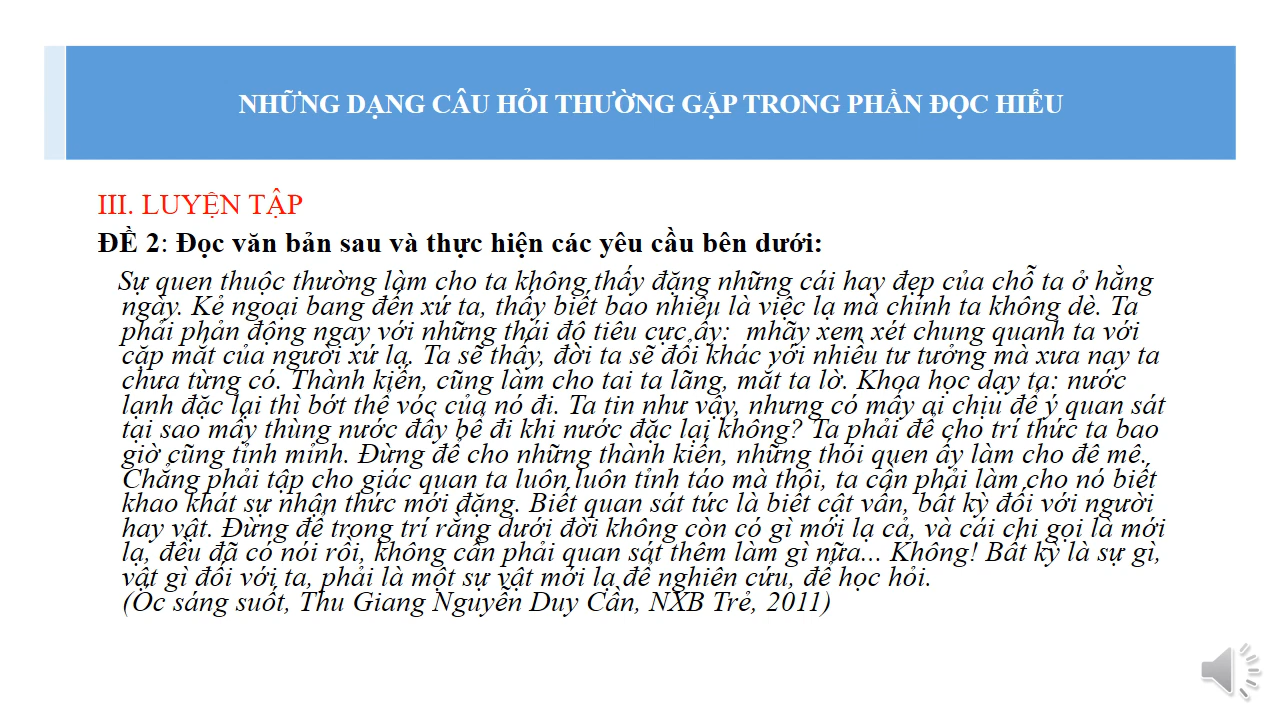 NHỮNG DẠNG CÂU HỎI THƯỜNG GẶP TRONG PHẦN ĐỌC HIỂU
III. LUYỆN TẬP
ĐỀ 2: Đọc văn bản sau và thực hiện các yêu cầu bên dưới:
Sự quen thuộc thường làm cho ta không thấy đặng những cái hay đẹp của chỗ ta ở hằng
ngày. Kẻ ngoại bang đến xứ ta, thấy biết bao nhiêu là việc lạ mà chính ta không dè. Ta
phải phản động ngay với những thái độ tiêu cực ấy: nhãy xem xét chung quanh ta với
cặp mắt của người xứ lạ. Ta sẽ thấy, đời ta sẽ đổi khác với nhiều tư tưởng mà xưa nay ta
chưa từng có. Thành kiến, cũng làm cho tai ta lãng, mắt ta lờ. Khoa học dạy ta: nước
lạnh đặc lại thì bớt thể vóc của nó đi. Ta tin như vậy, nhưng có mấy ai chịu để ý quan sát
tại sao mấy thùng nước đầy bể đi khi nước đặc lại không? Ta phải để cho trí thức ta bao
giờ cũng tỉnh mỉnh. Đừng để cho những thành kiến, những thói quen ấy làm cho đê mê.
Chẳng phải tập cho giác quan ta luôn luôn tỉnh táo mà thôi, ta cần phải làm cho nó biết
khao khát sự nhận thức mới đặng. Biết quan sát tức là biết cật vấn, bất kỳ đối với người
hay vật. Đừng để trong trí rằng dưới đời không còn có gì mới lạ cả, và cái chi gọi là mới
lạ, đều đã có nói rồi, không cần phải quan sát thêm làm gì nữa... Không! Bất kỳ là sự gì,
vật gì đối với ta, phải là một sự vật mới lạ để nghiên cứu, để học hỏi.
(Óc sáng suốt, Thu Giang Nguyễn Duy Cần, NXB Trẻ, 2011)